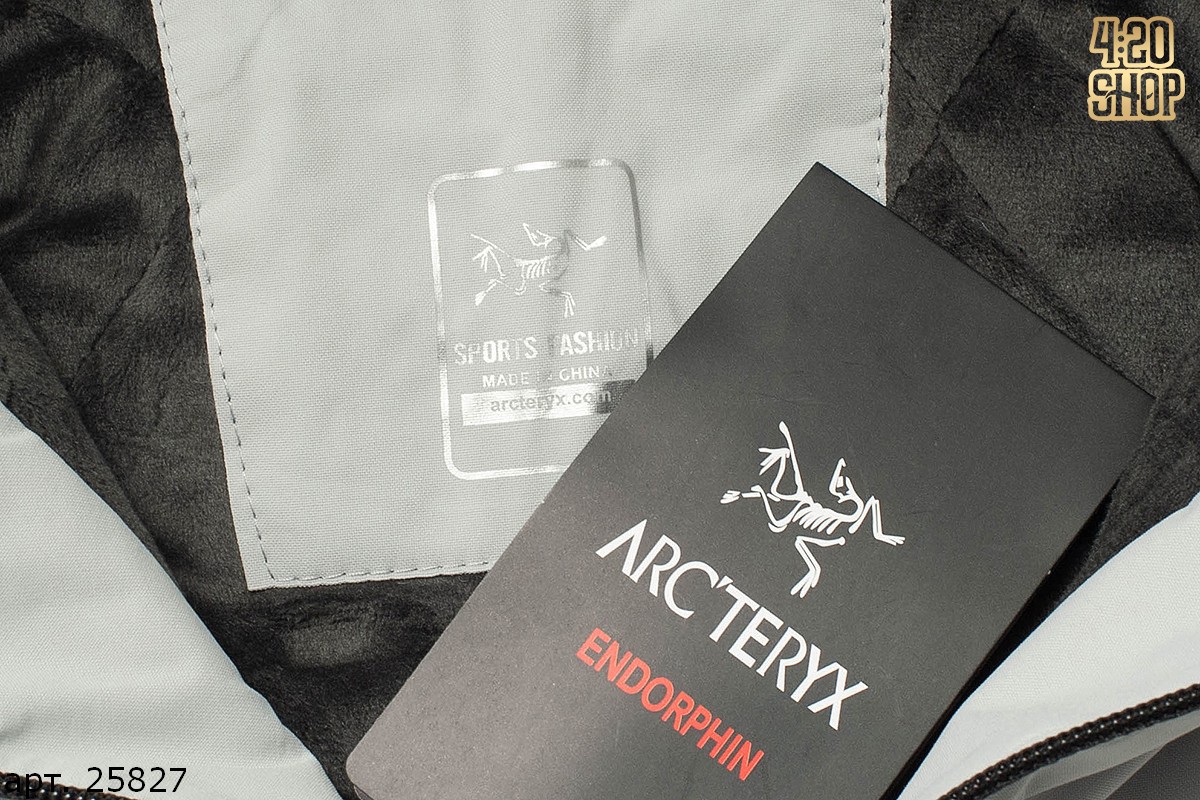 4:20
SHOP
SPORTS FASHION
MADE IN CHINA
arcteryx.com
ARC'TERYX
ENDORPHIN
арт. 25827